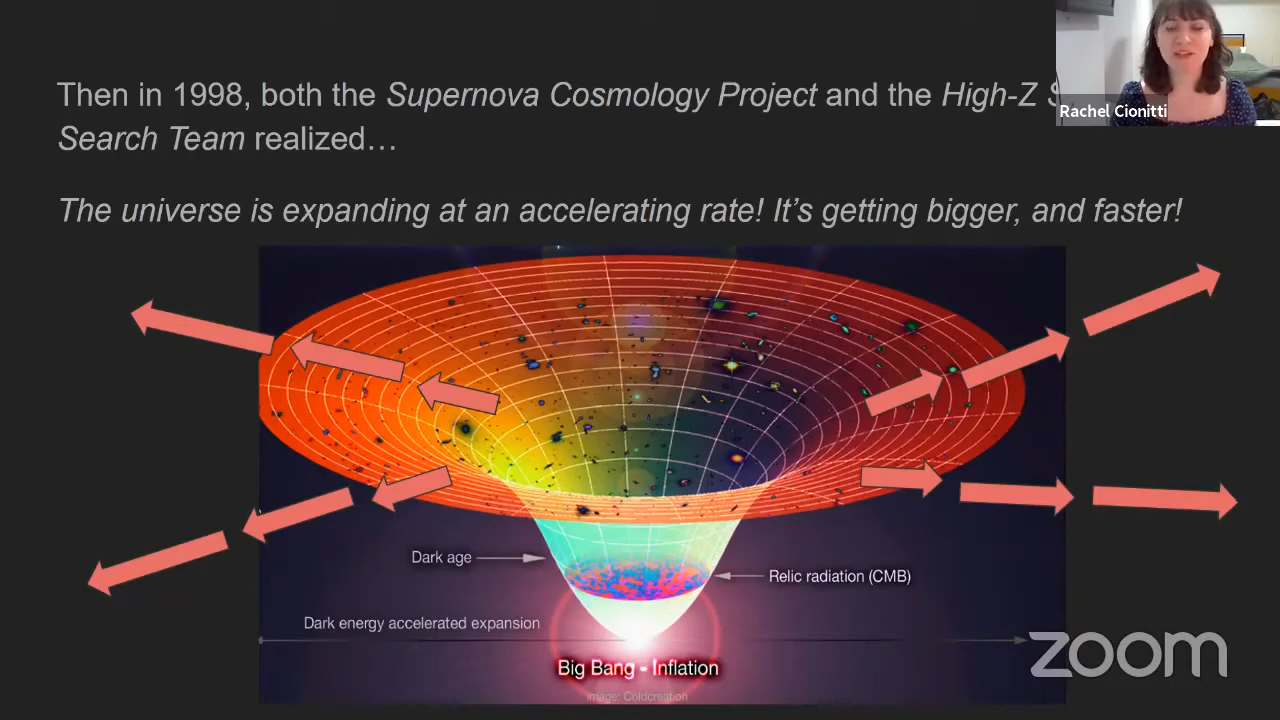 Then in 1998, both the Supernova Cosmology Project and the High-Z
Search Team realized…
The universe is expanding at an accelerating rate! It's getting bigger, and faster!
Rachel Cionitti
Dark age
Relic radiation (CMB)
Dark energy accelerated expansion
Big Bang - Inflation
image: Coldcreation
zoom